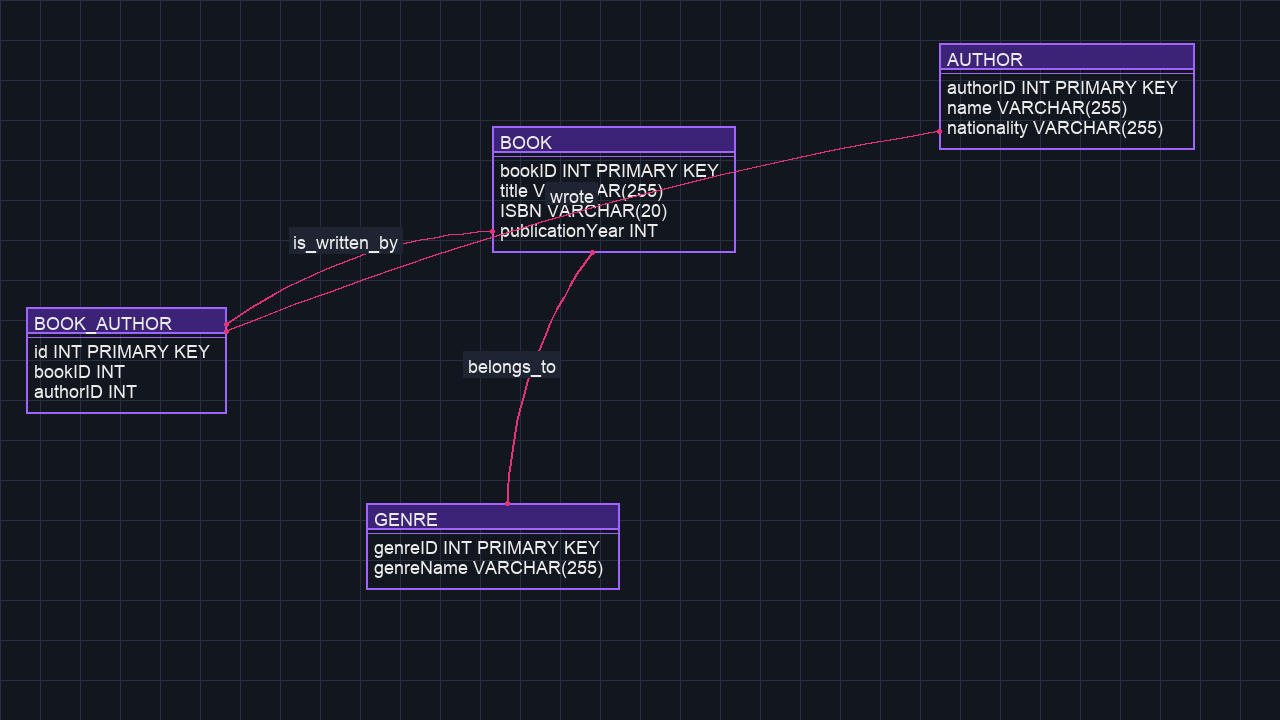 AUTHOR
authorID INT PRIMARY KEY
name VARCHAR(255)
nationality VARCHAR(255)
BOOK
bookID INT PRIMARY KEY
title V AR(255)
wrote
ISBN VARCHAR(20)
publicationYear INT
is_written_by
BOOK_AUTHOR
id INT PRIMARY KEY
bookID INT
authorID INT
belongs_to
GENRE
genreID INT PRIMARY KEY
genreName VARCHAR(255)